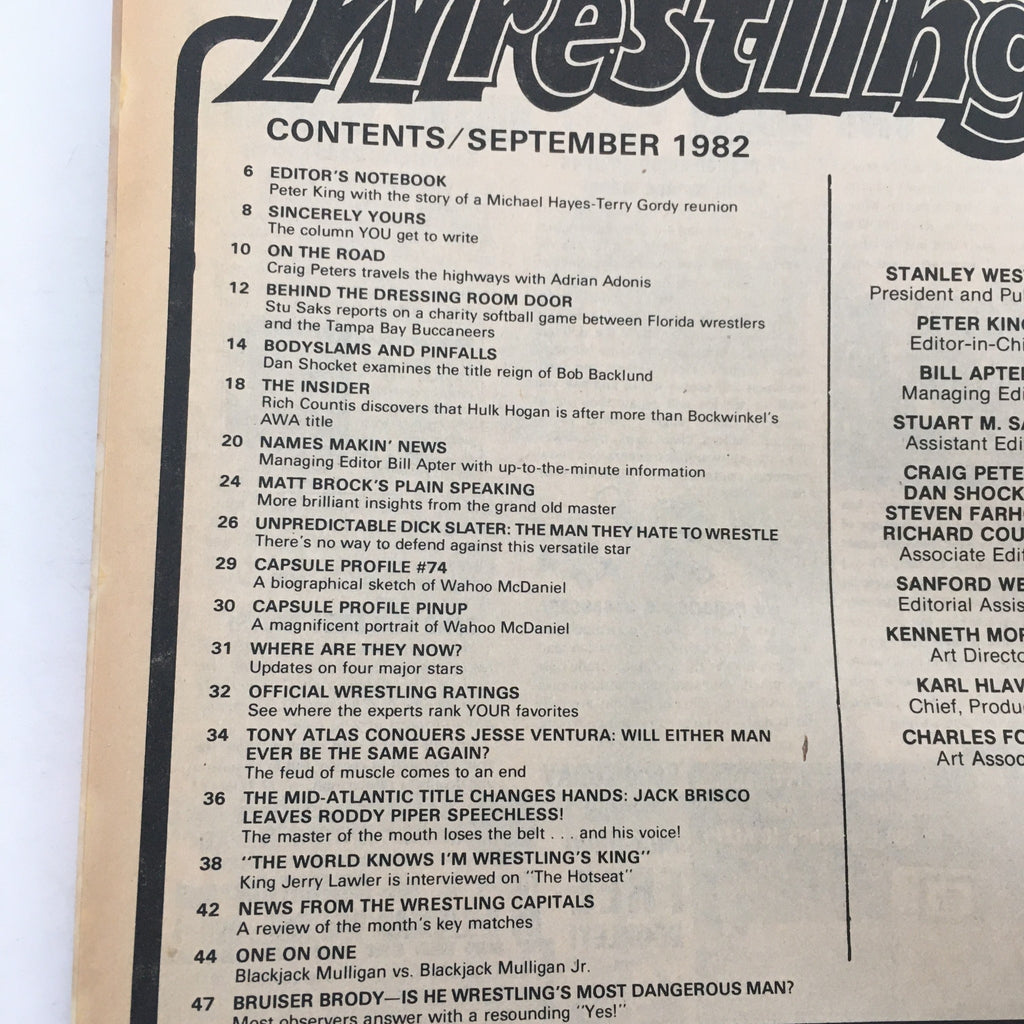 Wrestling
CONTENTS/SEPTEMBER 1982
6 EDITOR'S NOTEBOOK
Peter King with the story of a Michael Hayes-Terry Gordy reunion
8 SINCERELY YOURS
The column YOU get to write
10 ON THE ROAD
Craig Peters travels the highways with Adrian Adonis
12 BEHIND THE DRESSING ROOM DOOR
Stu Saks reports on a charity softball game between Florida wrestlers
and the Tampa Bay Buccaneers
14 BODYSLAMS AND PINFALLS
Dan Shocket examines the title reign of Bob Backlund
18 THE INSIDER
Rich Countis discovers that Hulk Hogan is after more than Bockwinkel's
AWA title
20 NAMES MAKIN' NEWS
Managing Editor Bill Apter with up-to-the-minute information
24 MATT BROCK'S PLAIN SPEAKING
More brilliant insights from the grand old master
26 UNPREDICTABLE DICK SLATER: THE MAN THEY HATE TO WRESTLE
There's no way to defend against this versatile star
29 CAPSULE PROFILE #74
A biographical sketch of Wahoo McDaniel
30 CAPSULE PROFILE PINUP
A magnificent portrait of Wahoo McDaniel
31 WHERE ARE THEY NOW?
Updates on four major stars
32 OFFICIAL WRESTLING RATINGS
See where the experts rank YOUR favorites
34 TONY ATLAS CONQUERS JESSE VENTURA: WILL EITHER MAN
EVER BE THE SAME AGAIN?
The feud of muscle comes to an end
36 THE MID-ATLANTIC TITLE CHANGES HANDS: JACK BRISCO
LEAVES RODDY PIPER SPEECHLESS!
The master of the mouth loses the belt . . . and his voice!
38 "THE WORLD KNOWS I'M WRESTLING'S KING"
King Jerry Lawler is interviewed on "The Hotseat"
42 NEWS FROM THE WRESTLING CAPITALS
A review of the month's key matches
44 ONE ON ONE
Blackjack Mulligan vs. Blackjack Mulligan Jr.
47 BRUISER BRODY—IS HE WRESTLING'S MOST DANGEROUS MAN?
Most observers answer with a resounding "Yes!"
STANLEY WES
President and Pu
PETER KING
Editor-in-Chi
BILL APTER
Managing Edi
STUART M. SA
Assistant Edi
CRAIG PETE
DAN SHOCK
STEVEN FARH
RICHARD COU
Associate Edit
SANFORD WE
Editorial Assis
KENNETH MOR
Art Directo
KARL HLAV
Chief, Produ
CHARLES FO
Art Assoc